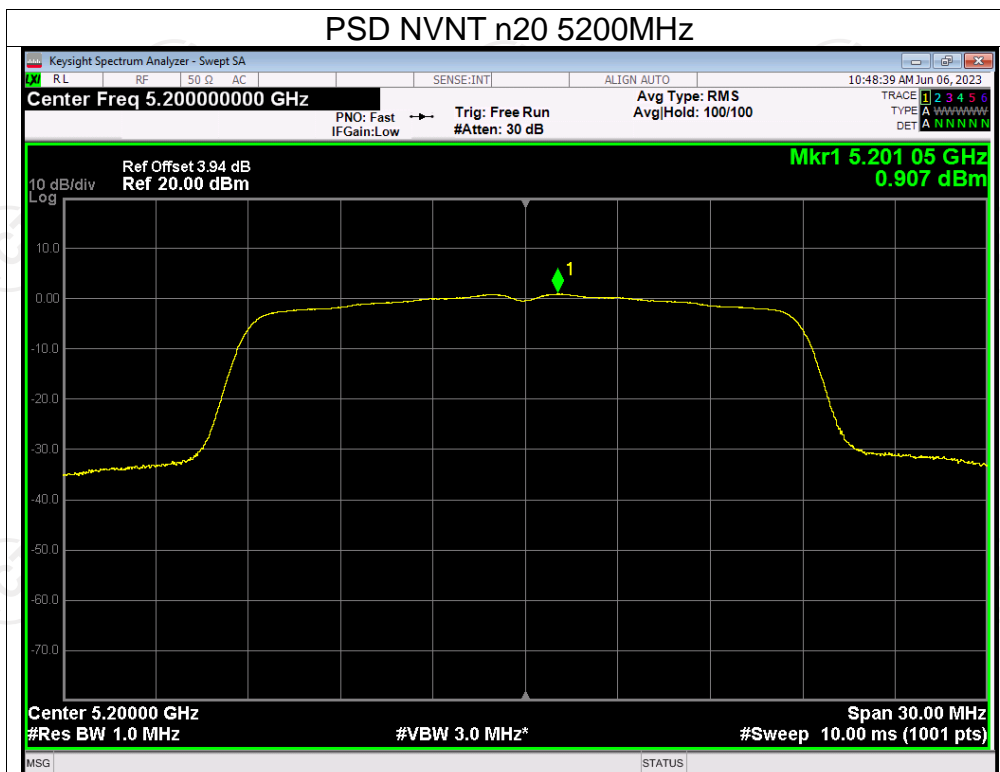 PSD NVNT n20 5200MHz
Keysight Spectrum Analyzer - Swept SA
LXI RL RF 50 Ω AC SENSE:INT ALIGN AUTO 10:48:39 AM Jun 06, 2023
Center Freq 5.200000000 GHz
PNO: Fast
IFGain:Low
Trig: Free Run
#Atten: 30 dB
Avg Type: RMS
Avg|Hold: 100/100
TRACE 1 2 3 4 5 6
TYPE A WWWWW
DET A N N N N N
Mkr1 5.201 05 GHz
0.907 dBm
Ref Offset 3.94 dB
10 dB/div Ref 20.00 dBm
Log
10.0
1
0.00
-10.0
-20.0
-30.0
-40.0
-50.0
-60.0
-70.0
Center 5.20000 GHz Span 30.00 MHz
#Res BW 1.0 MHz #VBW 3.0 MHz* #Sweep 10.00 ms (1001 pts)
MSG STATUS